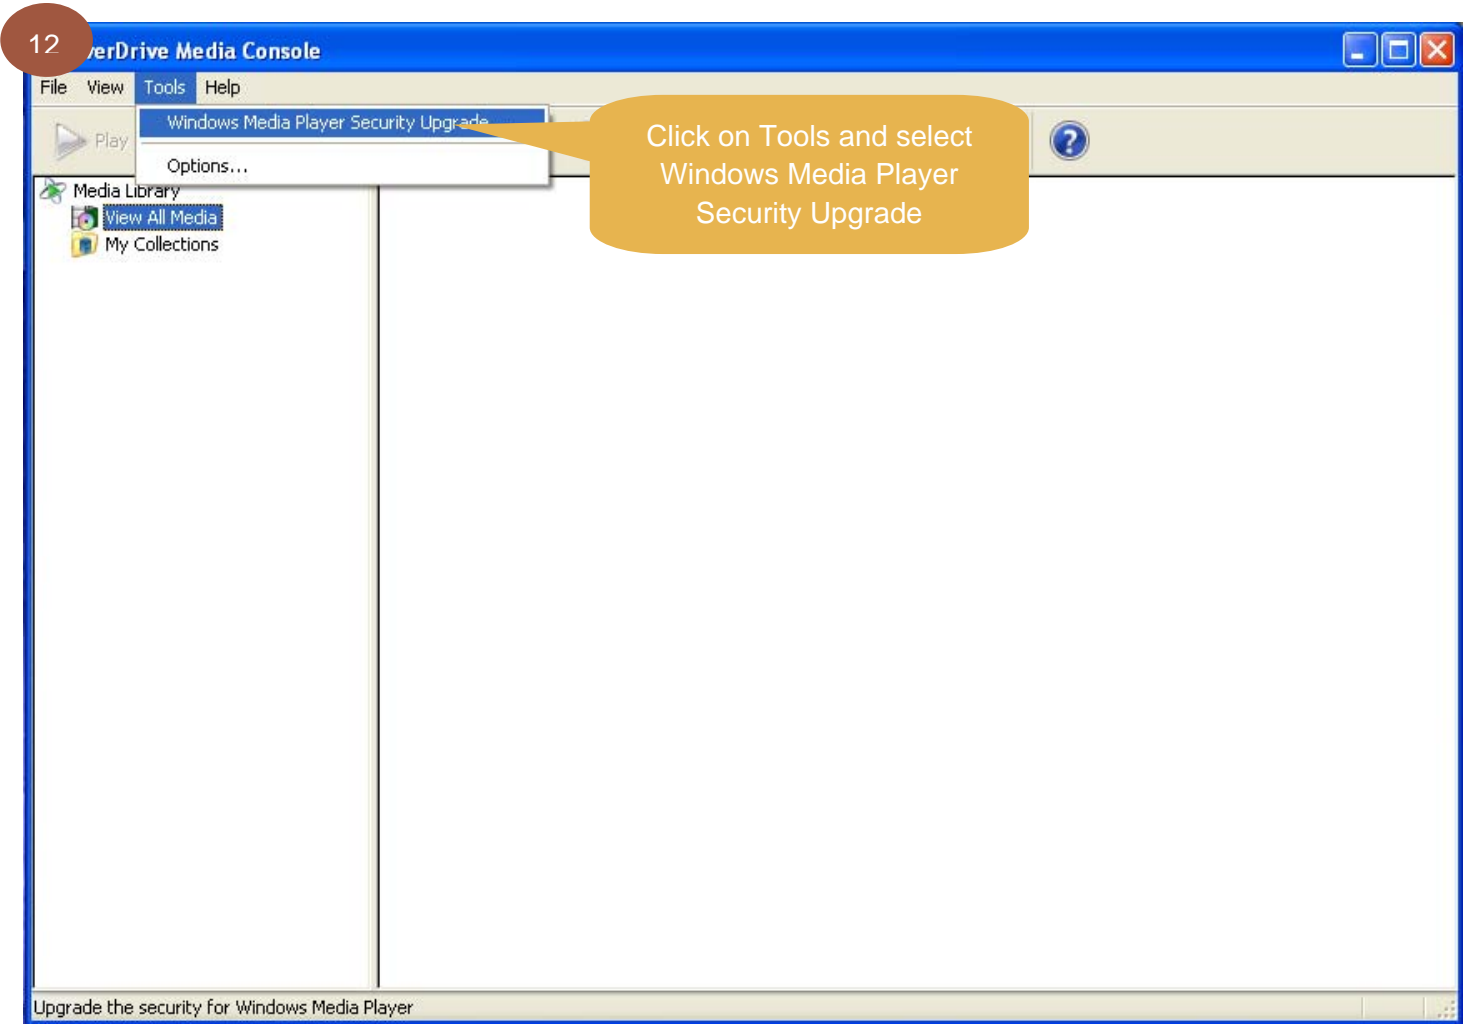 12
verDrive Media Console
File View Tools Help
Windows Media Player Security Upgrade
Play
Options...
Click on Tools and select
Windows Media Player
Security Upgrade
?
Media Library
View All Media
My Collections
Upgrade the security for Windows Media Player